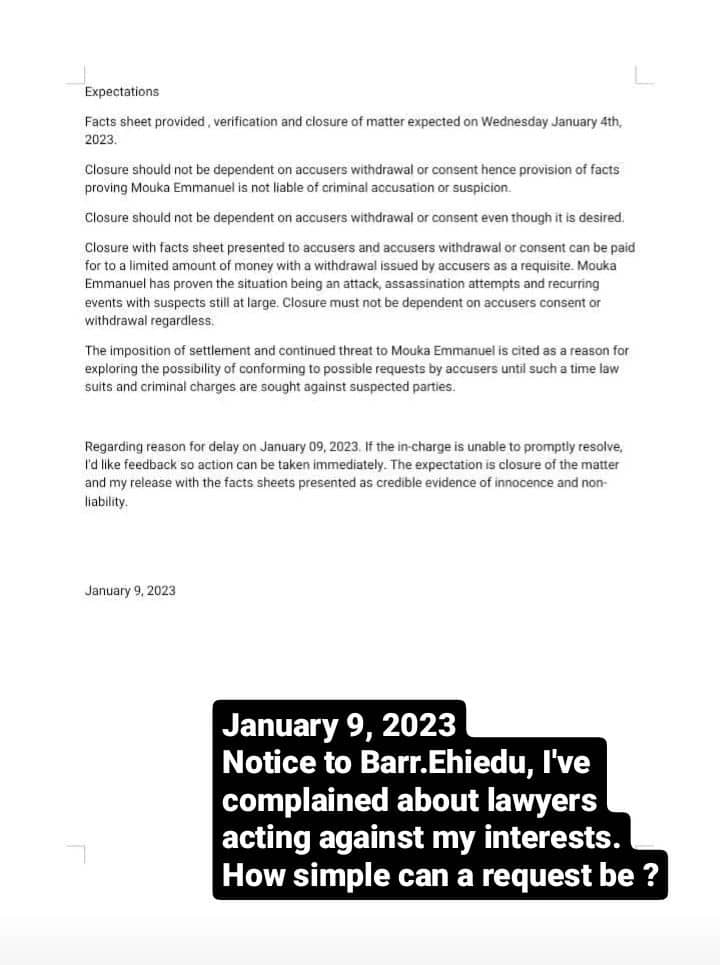 Expectations
Facts sheet provided , verification and closure of matter expected on Wednesday January 4th,
2023.
Closure should not be dependent on accusers withdrawal or consent hence provision of facts
proving Mouka Emmanuel is not liable of criminal accusation or suspicion.
Closure should not be dependent on accusers withdrawal or consent even though it is desired.
Closure with facts sheet presented to accusers and accusers withdrawal or consent can be paid
for to a limited amount of money with a withdrawal issued by accusers as a requisite. Mouka
Emmanuel has proven the situation being an attack, assassination attempts and recurring
events with suspects still at large. Closure must not be dependent on accusers consent or
withdrawal regardless.
The imposition of settlement and continued threat to Mouka Emmanuel is cited as a reason for
exploring the possibility of conforming to possible requests by accusers until such a time law
suits and criminal charges are sought against suspected parties.
Regarding reason for delay on January 09, 2023. If the in-charge is unable to promptly resolve,
I'd like feedback so action can be taken immediately. The expectation is closure of the matter
and my release with the facts sheets presented as credible evidence of innocence and non-
liability.
January 9, 2023
January 9, 2023
Notice to Barr.Ehiedu, I've
complained about lawyers
acting against my interests.
How simple can a request be ?